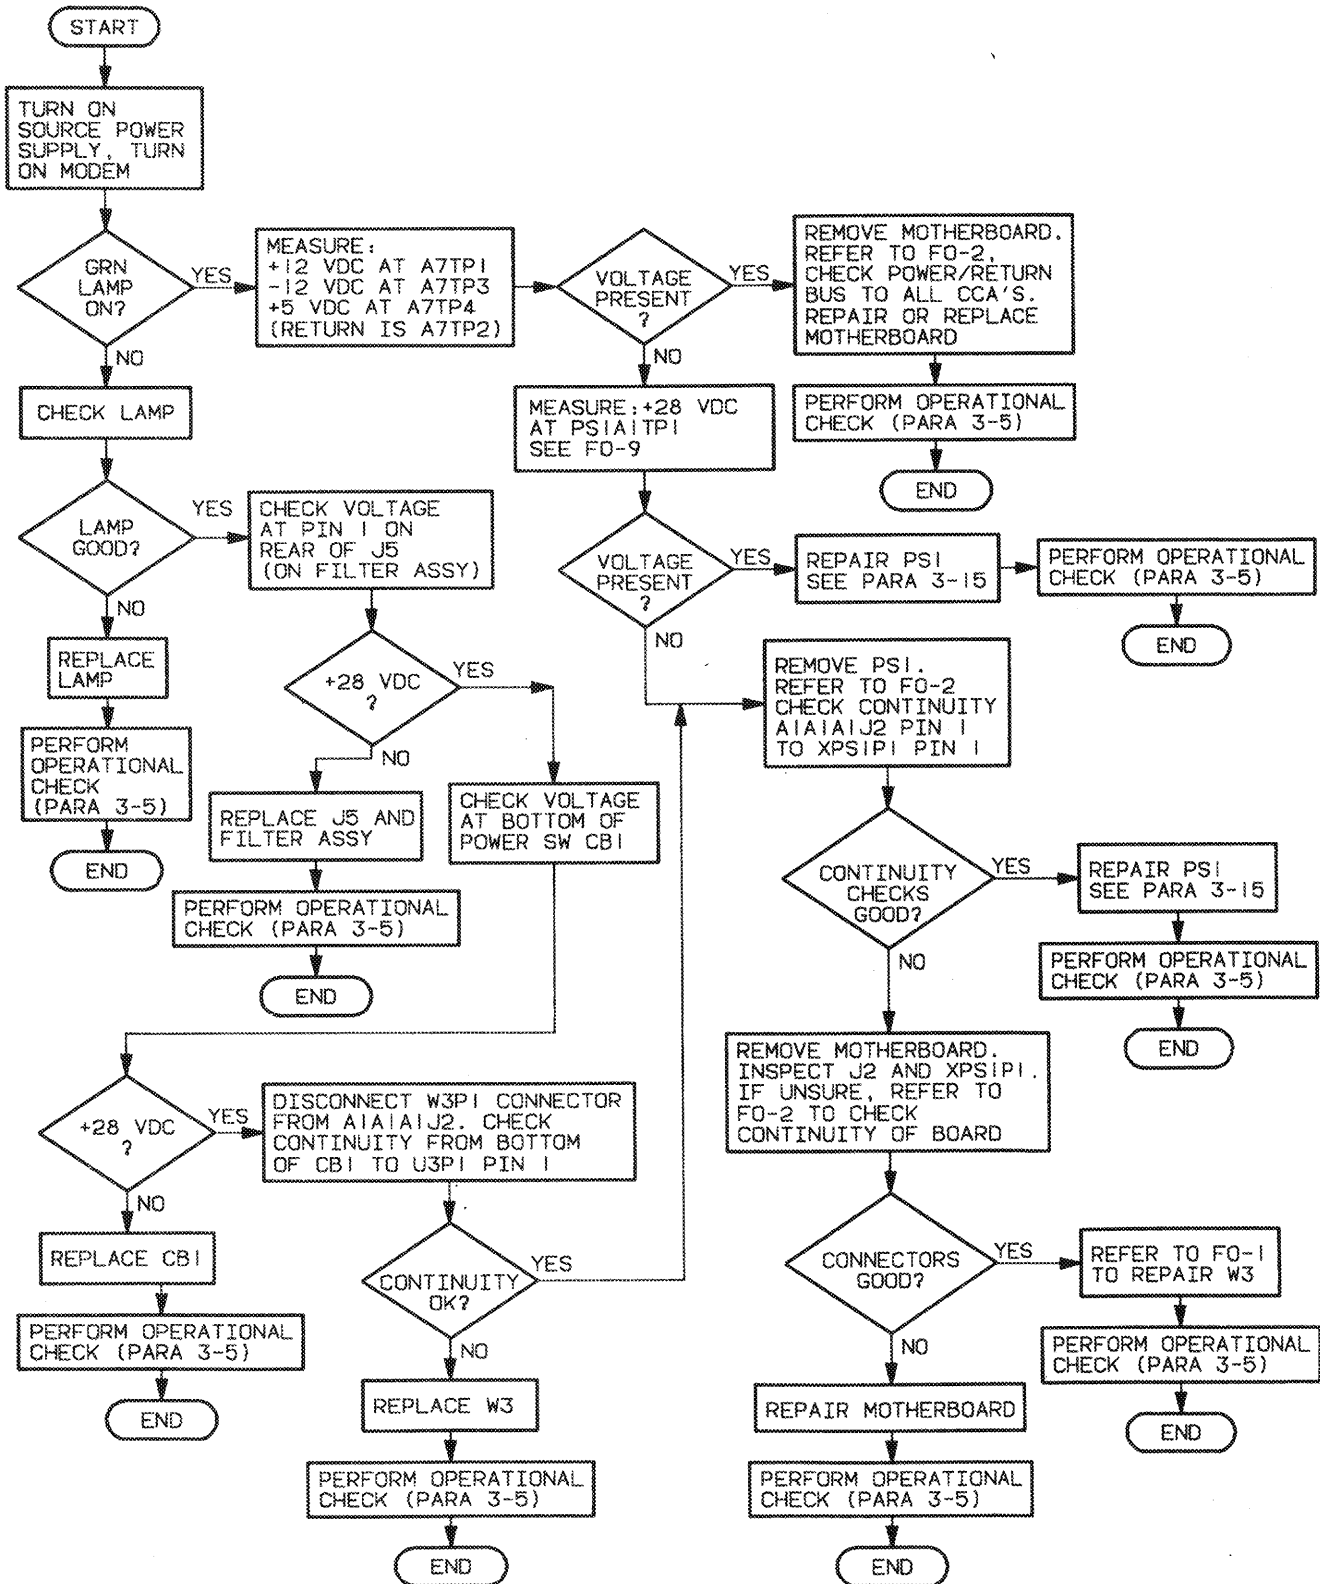 START
TURN ON
SOURCE POWER
SUPPLY, TURN
ON MODEM
GRN
LAMP
ON?
YES
NO
MEASURE:
+12 VDC AT A7TP1
-12 VDC AT A7TP3
+5 VDC AT A7TP4
(RETURN IS A7TP2)
VOLTAGE
PRESENT
?
YES
NO
REMOVE MOTHERBOARD.
REFER TO FO-2,
CHECK POWER/RETURN
BUS TO ALL CCA'S.
REPAIR OR REPLACE
MOTHERBOARD
PERFORM OPERATIONAL
CHECK (PARA 3-5)
END
CHECK LAMP
MEASURE:+28 VDC
AT PS1A1TP1
SEE FO-9
LAMP
GOOD?
YES
NO
CHECK VOLTAGE
AT PIN 1 ON
REAR OF J5
(ON FILTER ASSY)
VOLTAGE
PRESENT
?
YES
NO
REPAIR PS1
SEE PARA 3-15
PERFORM OPERATIONAL
CHECK (PARA 3-5)
END
REPLACE
LAMP
PERFORM
OPERATIONAL
CHECK
(PARA 3-5)
END
+28 VDC
?
YES
NO
REMOVE PS1.
REFER TO FO-2
CHECK CONTINUITY
A1A1A1J2 PIN 1
TO XPS1P1 PIN 1
REPLACE J5 AND
FILTER ASSY
PERFORM OPERATIONAL
CHECK (PARA 3-5)
END
CHECK VOLTAGE
AT BOTTOM OF
POWER SW CB1
CONTINUITY
CHECKS
GOOD?
YES
NO
REPAIR PS1
SEE PARA 3-15
PERFORM OPERATIONAL
CHECK (PARA 3-5)
END
REMOVE MOTHERBOARD.
INSPECT J2 AND XPS1P1.
IF UNSURE, REFER TO
FO-2 TO CHECK
CONTINUITY OF BOARD
+28 VDC
?
YES
NO
DISCONNECT W3P1 CONNECTOR
FROM A1A1A1J2. CHECK
CONTINUITY FROM BOTTOM
OF CB1 TO U3P1 PIN 1
REPLACE CB1
PERFORM OPERATIONAL
CHECK (PARA 3-5)
END
CONTINUITY
OK?
YES
NO
REPLACE W3
PERFORM OPERATIONAL
CHECK (PARA 3-5)
END
CONNECTORS
GOOD?
YES
NO
REFER TO FO-1
TO REPAIR W3
PERFORM OPERATIONAL
CHECK (PARA 3-5)
END
REPAIR MOTHERBOARD
PERFORM OPERATIONAL
CHECK (PARA 3-5)
END